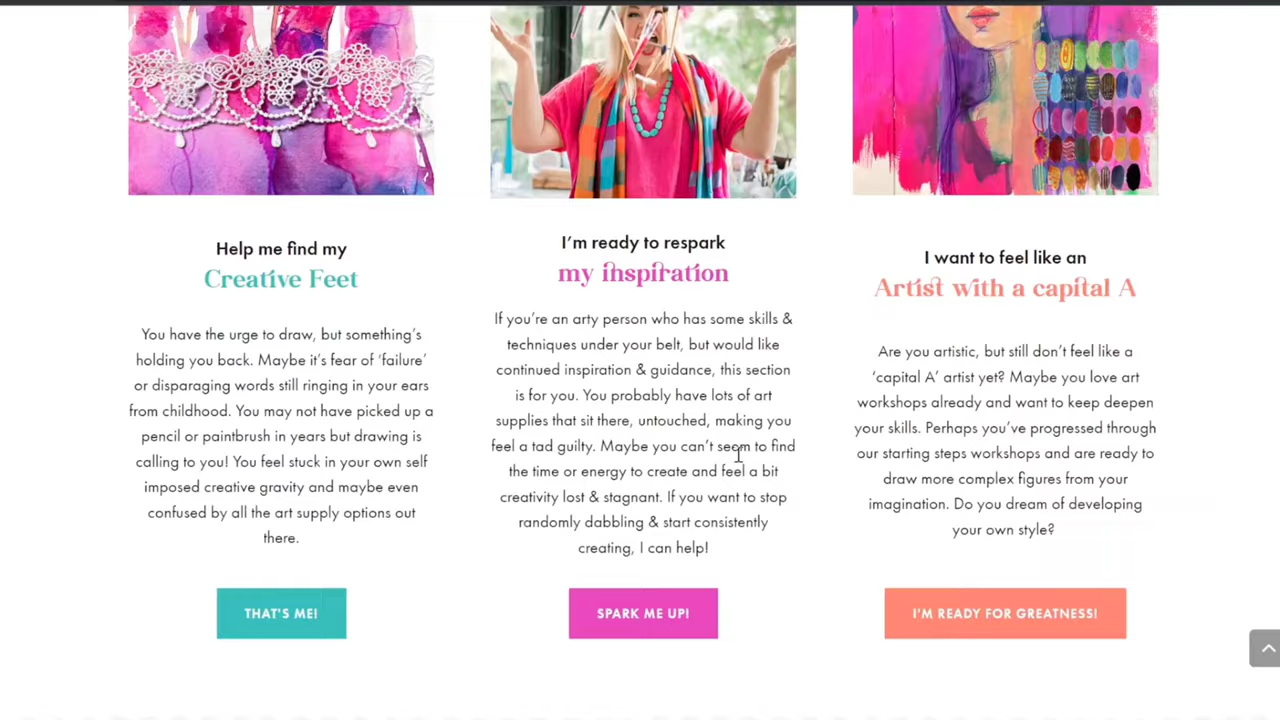 Help me find my
Creative Feet
You have the urge to draw, but something's
holding you back. Maybe it's fear of 'failure'
or disparaging words still ringing in your ears
from childhood. You may not have picked up a
pencil or paintbrush in years but drawing is
calling to you! You feel stuck in your own self
imposed creative gravity and maybe even
confused by all the art supply options out
there.
THAT'S ME!
I'm ready to respark
my inspiration
If you're an arty person who has some skills &
techniques under your belt, but would like
continued inspiration & guidance, this section
is for you. You probably have lots of art
supplies that sit there, untouched, making you
feel a tad guilty. Maybe you can't seem to find
the time or energy to create and feel a bit
creativity lost & stagnant. If you want to stop
randomly dabbling & start consistently
creating, I can help!
SPARK ME UP!
I want to feel like an
Artist with a capital A
Are you artistic, but still don't feel like a
'capital A' artist yet? Maybe you love art
workshops already and want to keep deepen
your skills. Perhaps you've progressed through
our starting steps workshops and are ready to
draw more complex figures from your
imagination. Do you dream of developing
your own style?
I'M READY FOR GREATNESS!